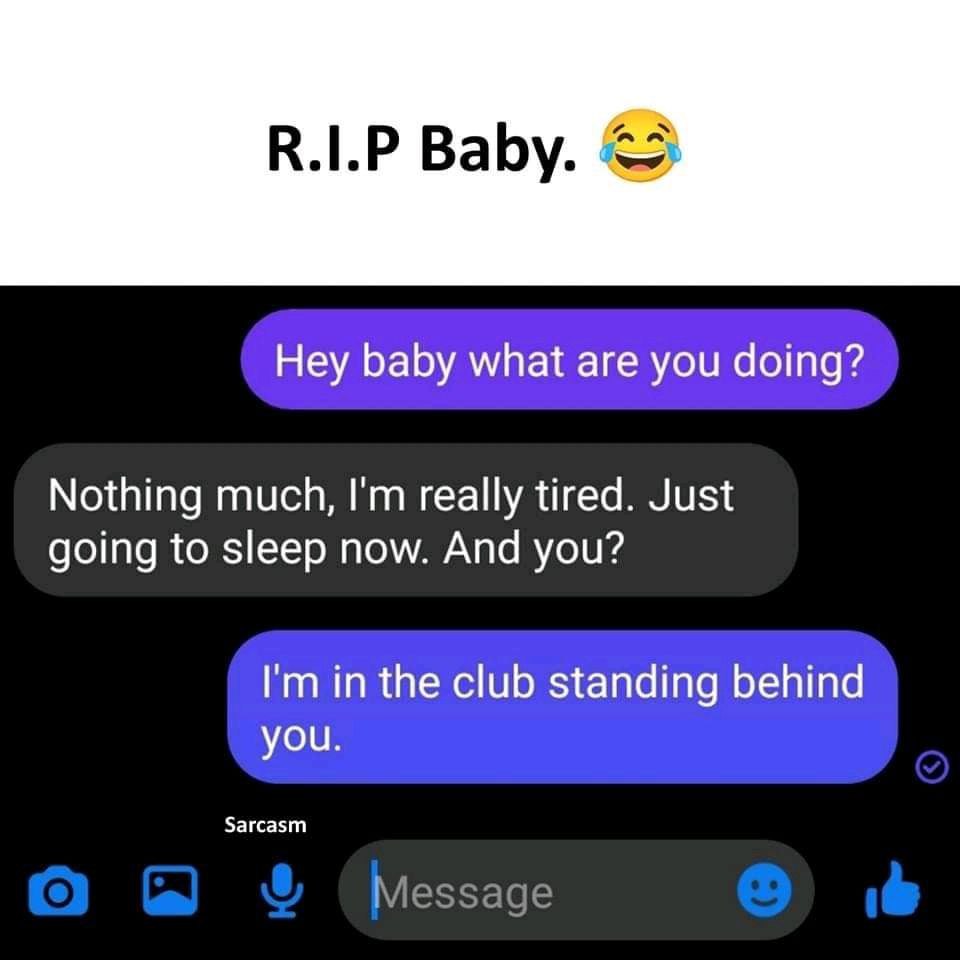 R.I.P Baby. 😂
Hey baby what are you doing?
Nothing much, I'm really tired. Just
going to sleep now. And you?
I'm in the club standing behind
you.
Sarcasm
Message